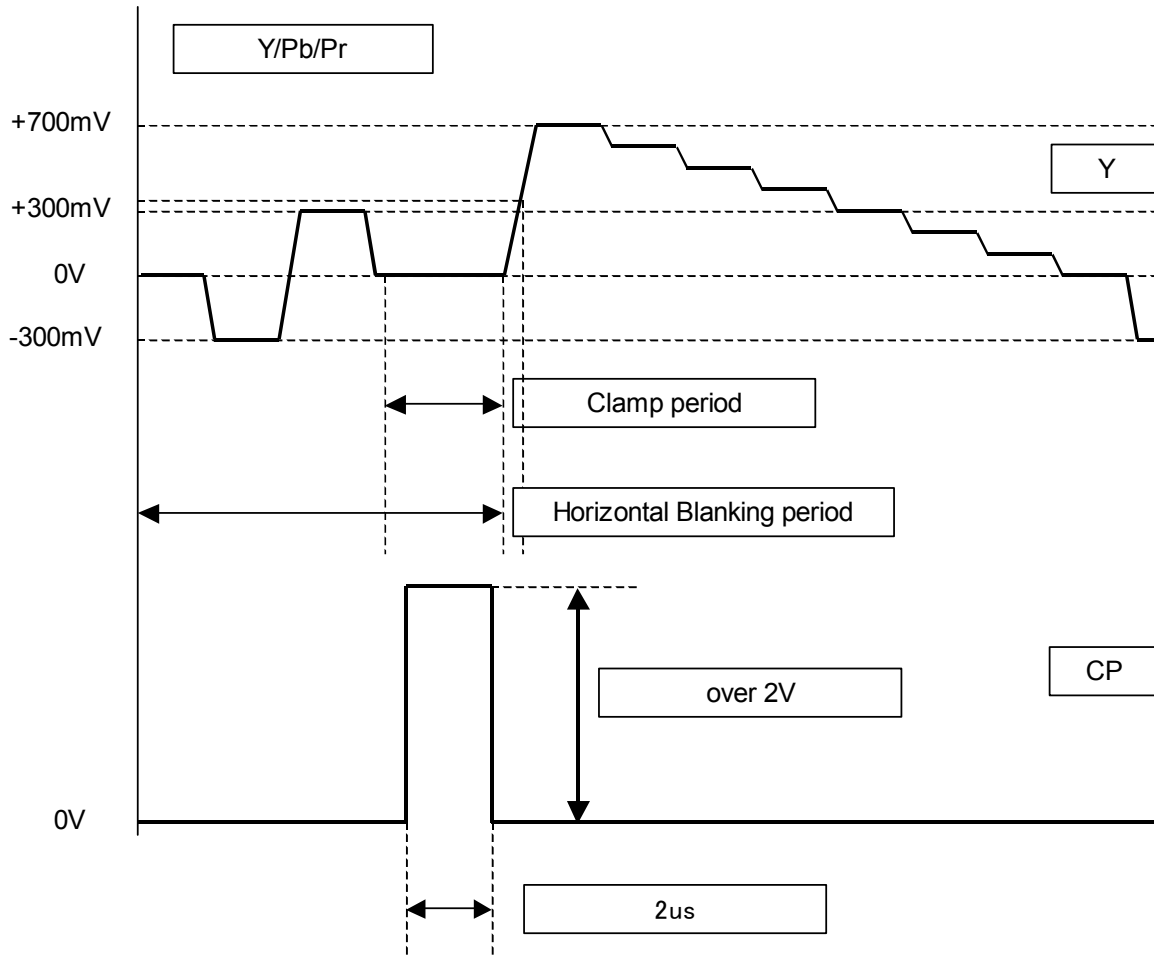 Y/Pb/Pr
+700mV
Y
+300mV
0V
-300mV
Clamp period
Horizontal Blanking period
CP
over 2V
0V
2us